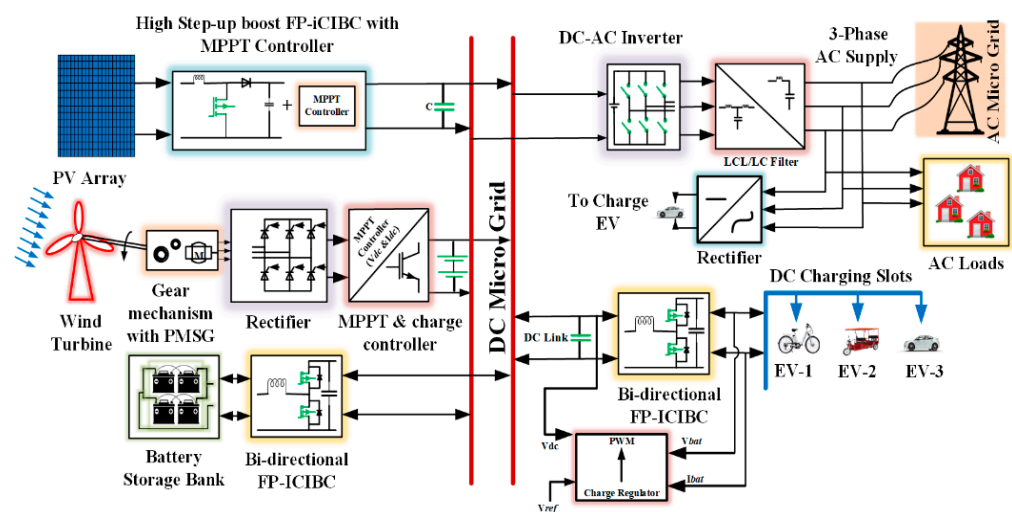 High Step-up boost FP-iCIBC with
MPPT Controller
MPPT
Controller
+
C
PV Array
DC-AC Inverter
3-Phase
AC Supply
LCL/LC Filter
AC Micro Grid
To Charge
EV
Rectifier
AC Loads
DC Micro Grid
Wind
Turbine
M
Gear
mechanism
with PMSG
Rectifier
MPPT
Controller
(Vdc &Idc)
MPPT & charge
controller
DC Charging Slots
EV-1
EV-2
EV-3
DC Link
Bi-directional
FP-ICIBC
Battery
Storage Bank
Bi-directional
FP-ICIBC
Vdc
PWM
Charge Regulator
Vbat
Ibat
Vref